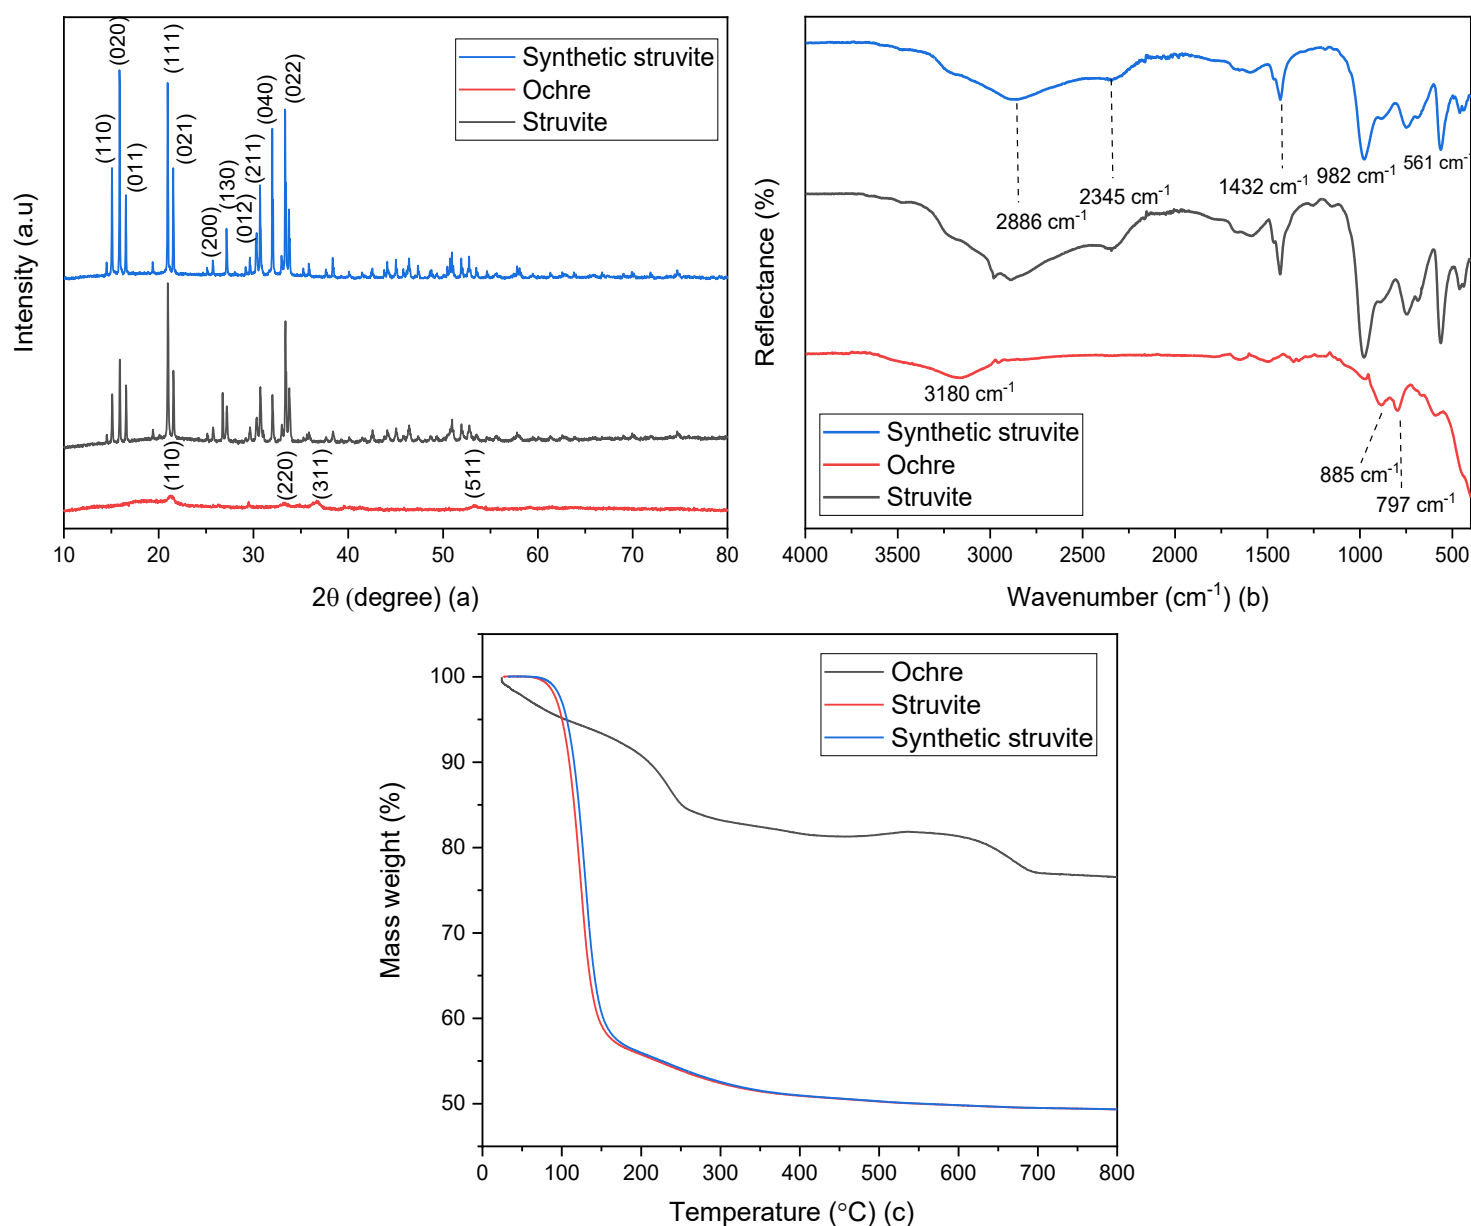 (020)
(111)
(022)
(040)
(110)
(021)
(011)
(211)
(130)
(012)
(200)
Synthetic struvite
Ochre
Struvite
(110)
(220)
(311)
(511)
Intensity (a.u)
10 20 30 40 50 60 70 80
2θ (degree) (a)
2886 cm-1
2345 cm-1
1432 cm-1
982 cm-1
561 cm-1
3180 cm-1
885 cm-1
797 cm-1
Synthetic struvite
Ochre
Struvite
Reflectance (%)
4000 3500 3000 2500 2000 1500 1000 500
Wavenumber (cm-1) (b)
Ochre
Struvite
Synthetic struvite
100
90
80
70
60
50
Mass weight (%)
0 100 200 300 400 500 600 700 800
Temperature (°C) (c)